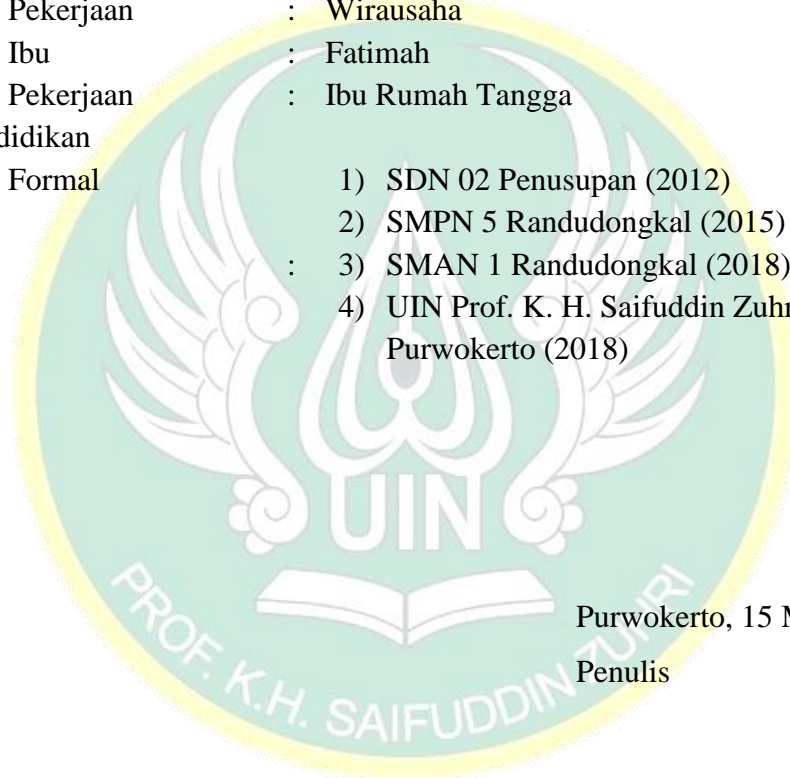 Pekerjaan : Wirausaha
Ibu : Fatimah
Pekerjaan : Ibu Rumah Tangga
didikan
Formal 1) SDN 02 Penusupan (2012)
2) SMPN 5 Randudongkal (2015)
: 3) SMAN 1 Randudongkal (2018)
4) UIN Prof. K. H. Saifuddin Zuhr
Purwokerto (2018)
UIN
PROF. K.H. SAIFUDDIN ZUHRI
Purwokerto, 15 M
Penulis